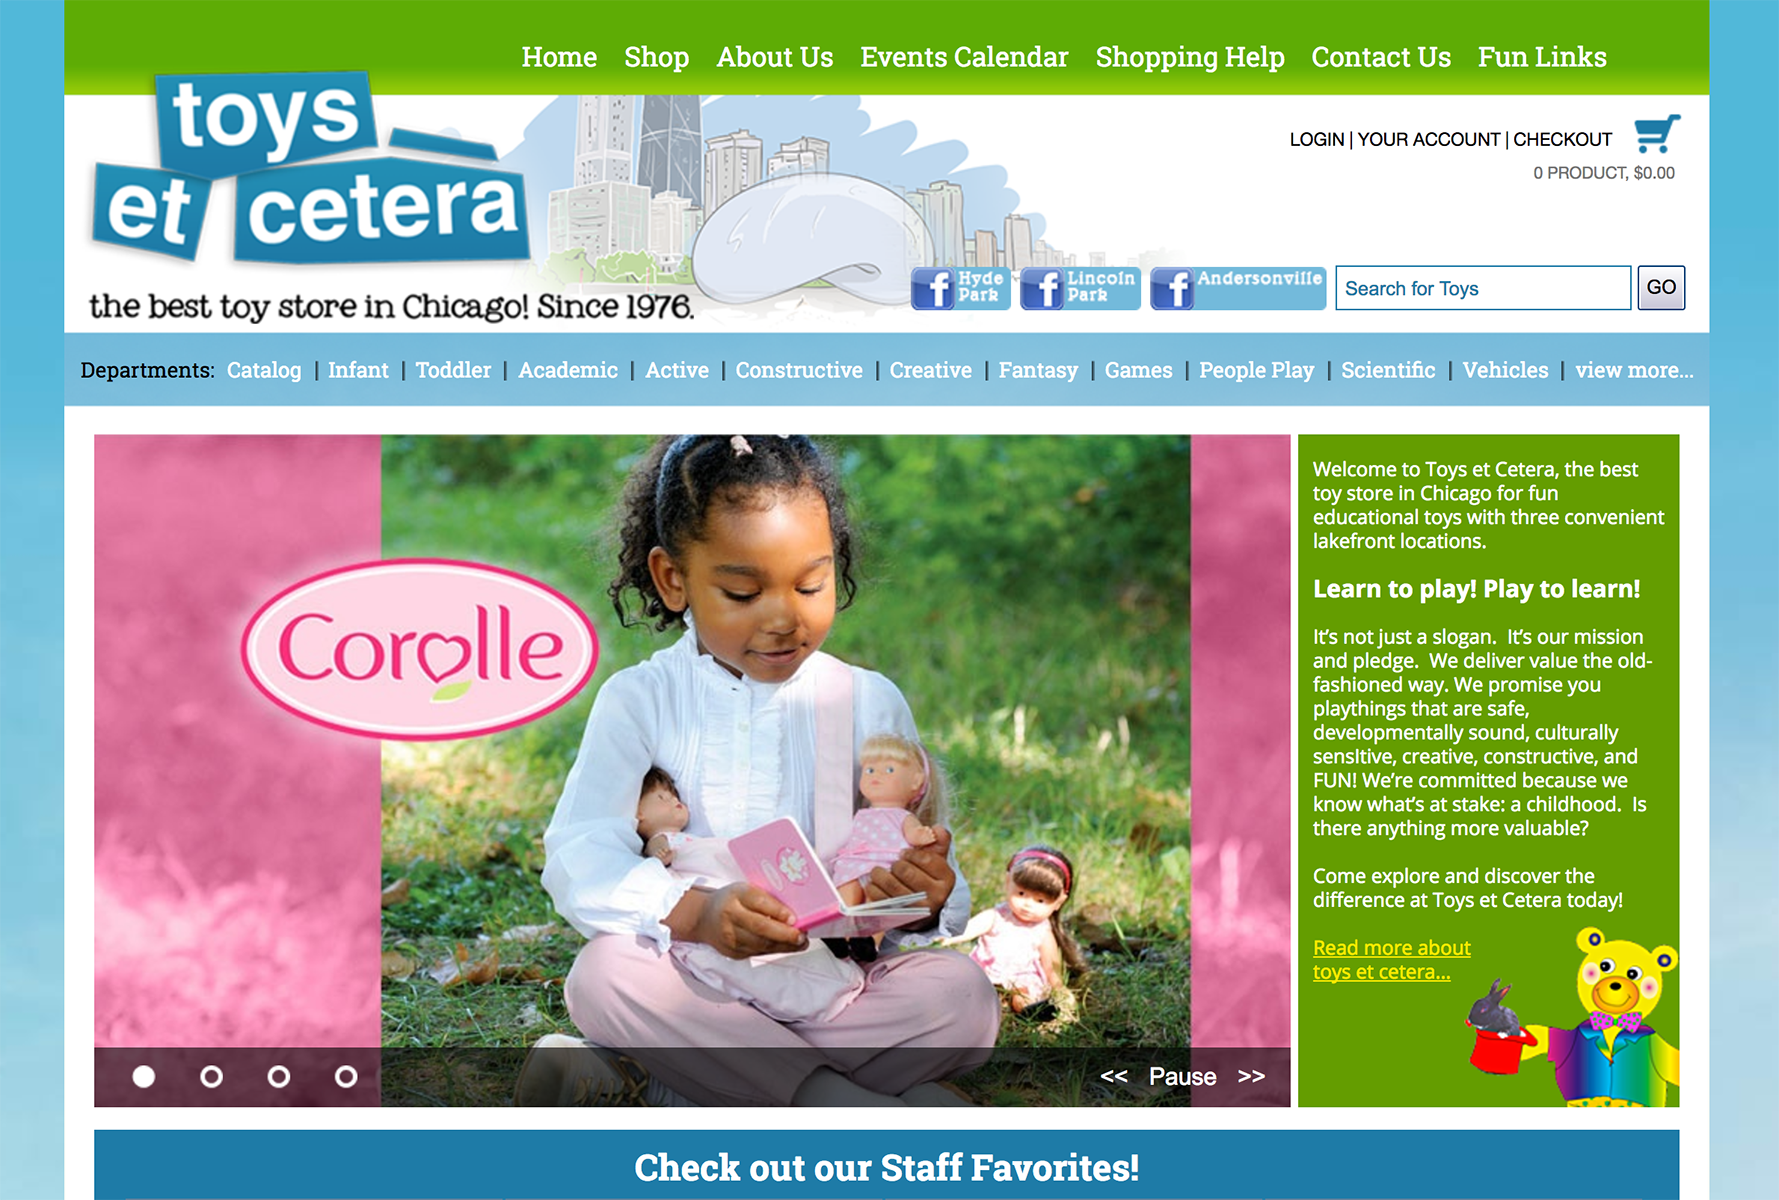 Home Shop About Us Events Calendar Shopping Help Contact Us Fun Links
toys
et cetera
the best toy store in Chicago! Since 1976.
LOGIN | YOUR ACCOUNT | CHECKOUT
0 PRODUCT, $0.00
Hyde
Park
Lincoln
Park
Andersonville
Search for Toys
GO
Departments: Catalog | Infant | Toddler | Academic | Active | Constructive | Creative | Fantasy | Games | People Play | Scientific | Vehicles | view more...
Corolle
<< Pause >>
Welcome to Toys et Cetera, the best
toy store in Chicago for fun
educational toys with three convenient
lakefront locations.
Learn to play! Play to learn!
It's not just a slogan.  It's our mission
and pledge.  We deliver value the old-
fashioned way. We promise you
playthings that are safe,
developmentally sound, culturally
sensItive, creative, constructive, and
FUN! We're committed because we
know what's at stake: a childhood.  Is
there anything more valuable?
Come explore and discover the
difference at Toys et Cetera today!
Read more about
toys et cetera...
Check out our Staff Favorites!